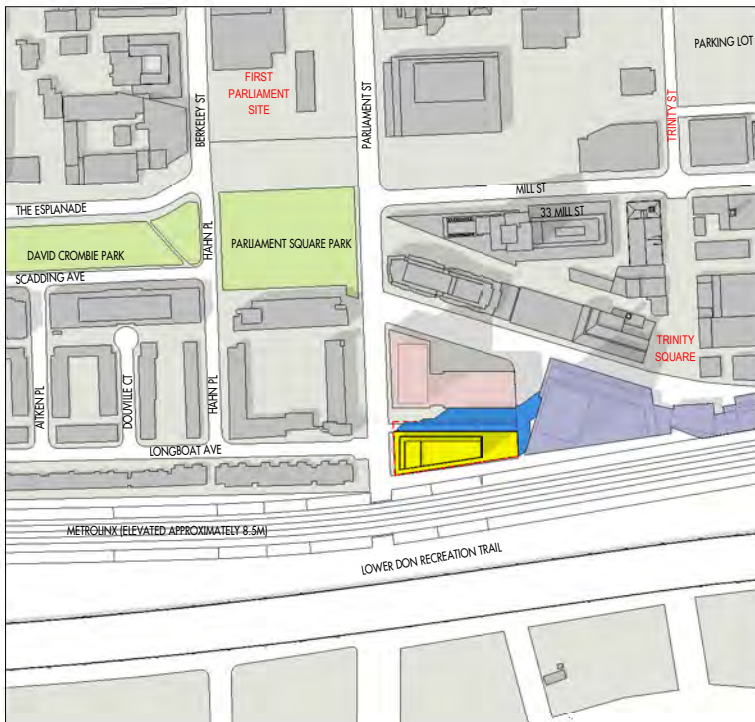 PARKING LOT
FIRST
PARLIAMENT
SITE
BERKELEY ST
PARLIAMENT ST
TRINITY ST
MILL ST
THE ESPLANADE
33 MILL ST
HAHN PL
PARLIAMENT SQUARE PARK
DAVID CROMBIE PARK
SCADDING AVE
TRINITY
SQUARE
AITKEN PL
DOUVILLE CT
HAHN PL
LONGBOAT AVE
METROLINX (ELEVATED APPROXIMATELY 8.5M)
LOWER DON RECREATION TRAIL